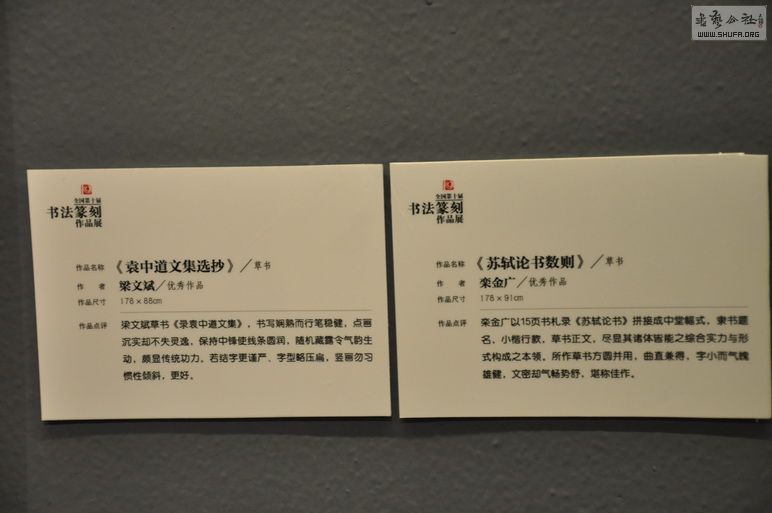 书艺公社
WWW.SHUFA.ORG
全国第十届
书法篆刻
作品展
作品名称 《袁中道文集选抄》／草书
作 者 梁文斌／优秀作品
作品尺寸 178×88cm
作品点评 梁文斌草书《录袁中道文集》，书写娴熟而行笔稳健，点画
沉实却不失灵逸，保持中锋使线条圆润，随机藏露令气韵生
动，颇显传统功力，若结字更谨严、字型略压扁，竖画勿习
惯性倾斜，更好。
全国第十届
书法篆刻
作品展
作品名称 《苏轼论书数则》／草书
作 者 栾金广／优秀作品
作品尺寸 178×91cm
作品点评 栾金广以15页书札录《苏轼论书》拼接成中堂幅式，隶书题
名，小楷行款，草书正文，尽显其诸体皆能之综合实力与形
式构成之本领。所作草书方圆并用，曲直兼得，字小而气魄
雄健，文密却气畅势舒，堪称佳作。